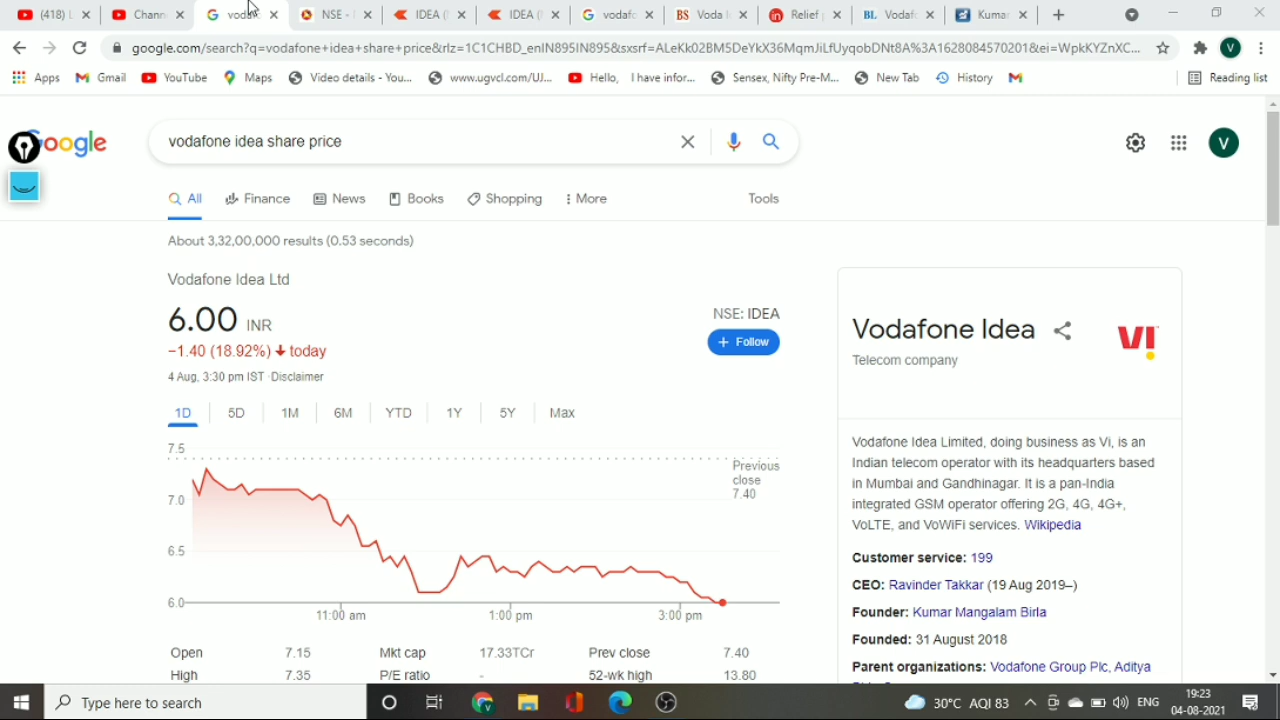 (418) L
Chann
voda
NSE - 
IDEA (
IDEA (
vodaf
Voda I
Relief
Vodaf
Kuma
google.com/search?q=vodafone+idea+share+price&rlz=1C1CHBD_enIN895IN895&sxsrf=ALeKk02BM5DeYkX36MqmJiLfUyqobDNt8A%3A1628084570201&ei=WpkKYZnXC...
Apps
Gmail
YouTube
Maps
Video details - You...
www.ugvcl.com/UJ...
Hello, I have infor...
Sensex, Nifty Pre-M...
New Tab
History
Reading list
oogle
vodafone idea share price
V
All
Finance
News
Books
Shopping
More
Tools
About 3,32,00,000 results (0.53 seconds)
Vodafone Idea Ltd
6.00 INR
−1.40 (18.92%) today
4 Aug, 3:30 pm IST · Disclaimer
NSE: IDEA
+ Follow
1D 5D 1M 6M YTD 1Y 5Y Max
7.5
7.0
6.5
6.0
Previous
close
7.40
11:00 am 1:00 pm 3:00 pm
Open 7.15 Mkt cap 17.33TCr Prev close 7.40
High 7.35 P/E ratio - 52-wk high 13.80
Vodafone Idea
Telecom company
VI
Vodafone Idea Limited, doing business as Vi, is an
Indian telecom operator with its headquarters based
in Mumbai and Gandhinagar. It is a pan-India
integrated GSM operator offering 2G, 4G, 4G+,
VoLTE, and VoWiFi services. Wikipedia
Customer service: 199
CEO: Ravinder Takkar (19 Aug 2019–)
Founder: Kumar Mangalam Birla
Founded: 31 August 2018
Parent organizations: Vodafone Group Plc, Aditya
Type here to search
30°C AQI 83
ENG
19:23
04-08-2021